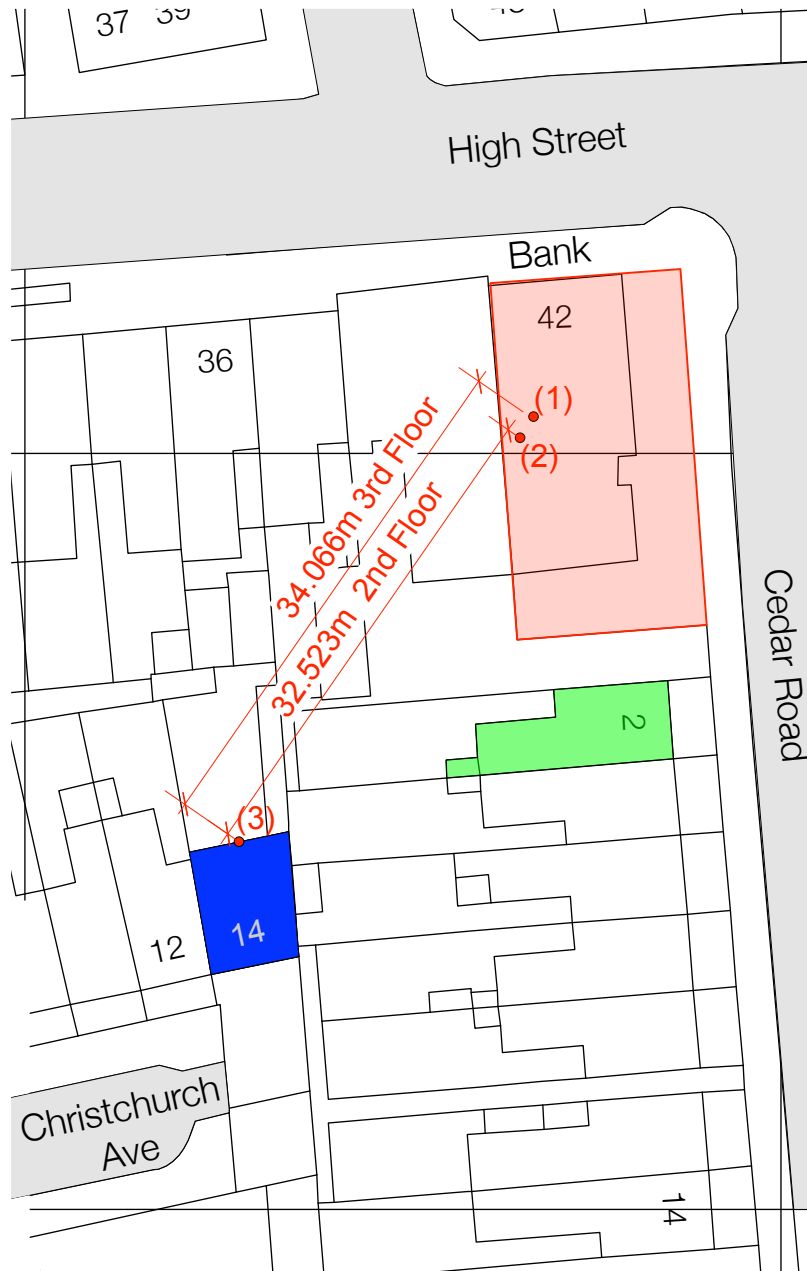 37 39
High Street
Bank
42
36
(1)
(2)
34.066m 3rd Floor
32.523m 2nd Floor
Cedar Road
2
(3)
14
12
Christchurch
Ave
14